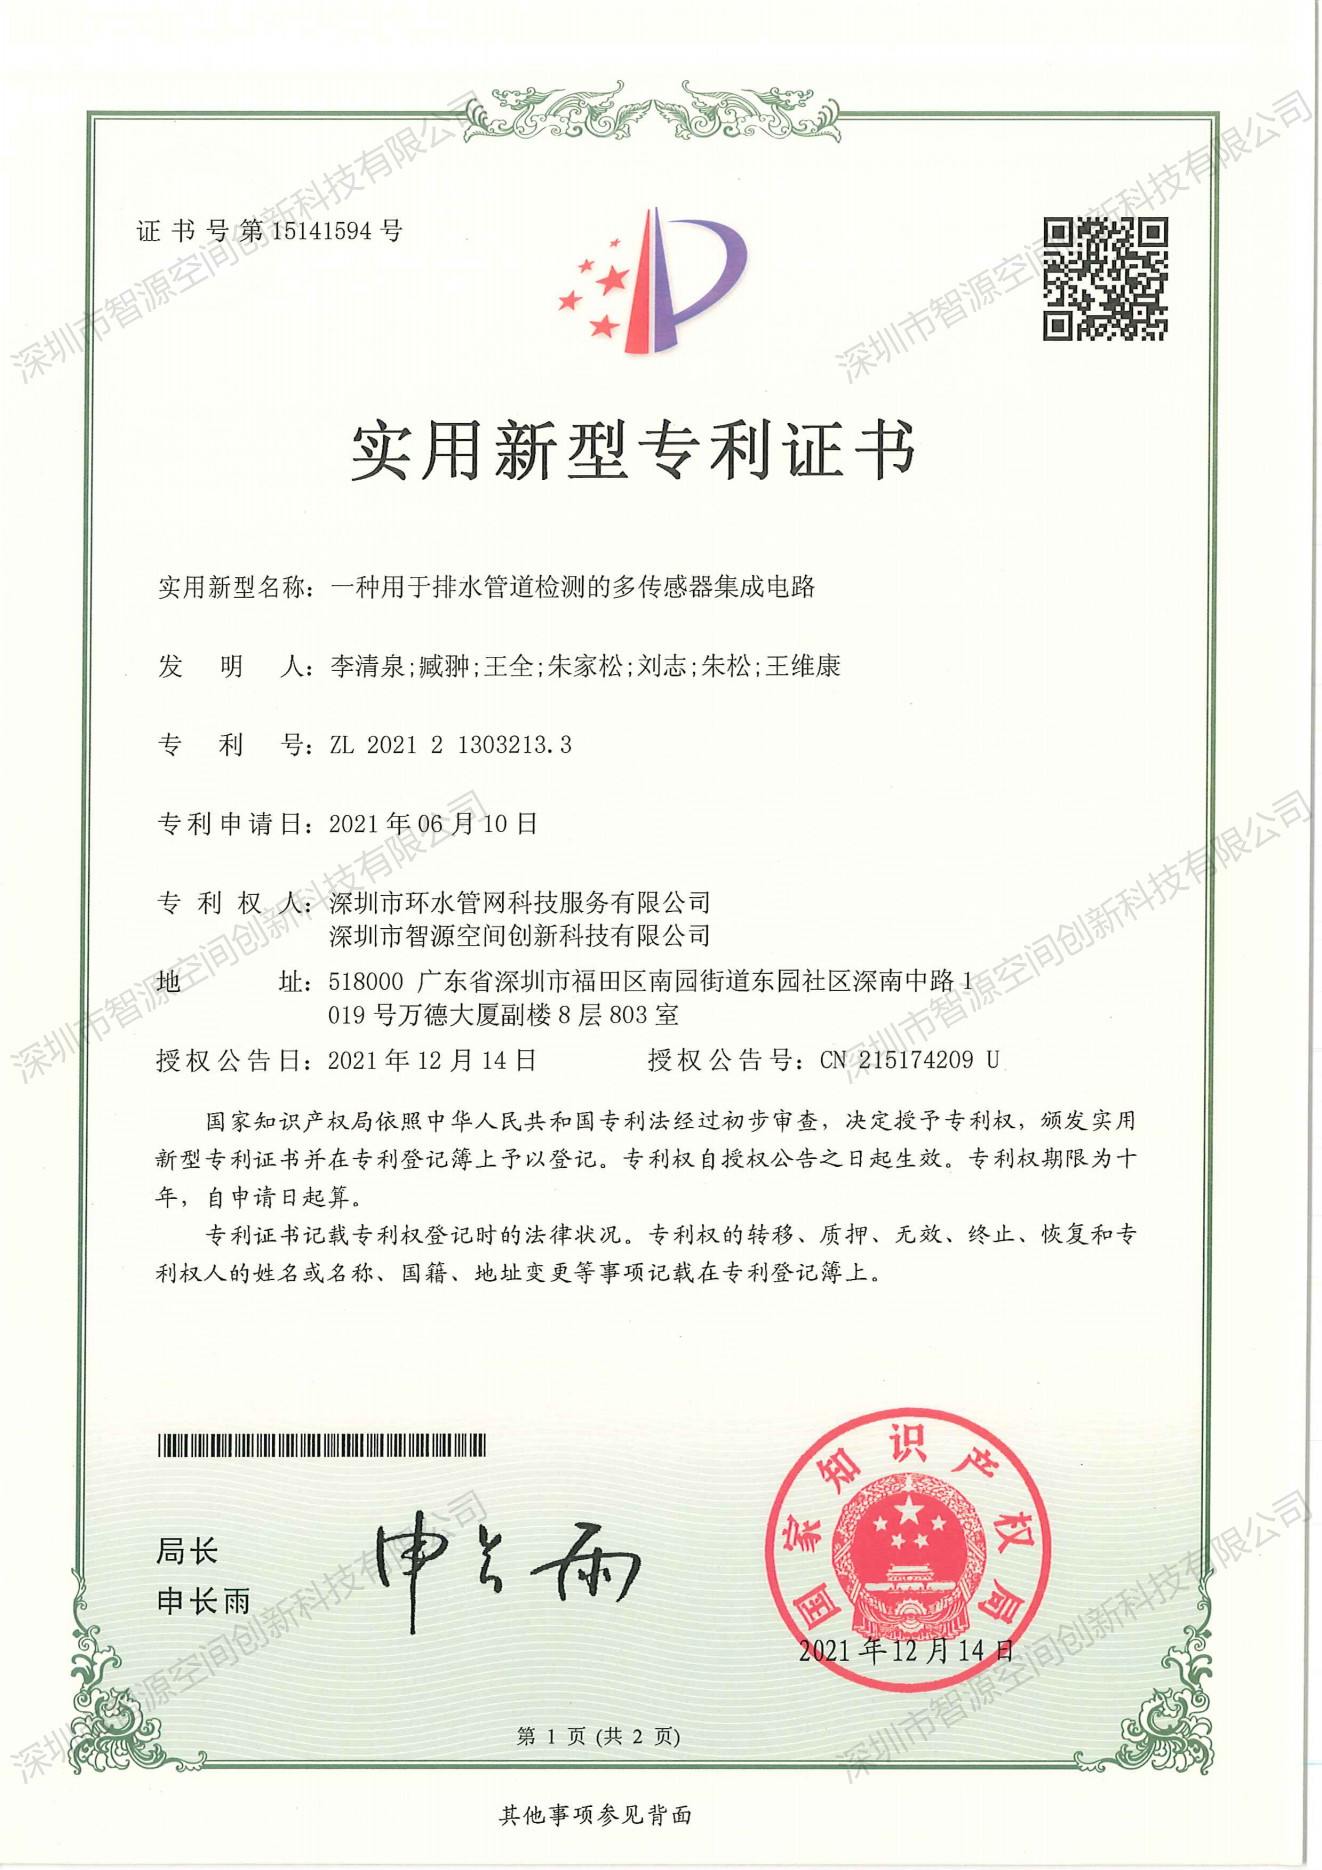 证书号第15141594号
实用新型专利证书
实用新型名称：一种用于排水管道检测的多传感器集成电路
发明人：李清泉;臧翀;王全;朱家松;刘志;朱松;王维康
专利号：ZL 2021 2 1303213.3
专利申请日：2021年06月10日
专利权人：深圳市环水管网科技服务有限公司
深圳市智源空间创新科技有限公司
地址：518000 广东省深圳市福田区南园街道东园社区深南中路1
019号万德大厦副楼8层803室
授权公告日：2021年12月14日 授权公告号：CN 215174209 U
国家知识产权局依照中华人民共和国专利法经过初步审查，决定授予专利权，颁发实用
新型专利证书并在专利登记簿上予以登记。专利权自授权公告之日起生效。专利权期限为十
年，自申请日起算。
专利证书记载专利权登记时的法律状况。专利权的转移、质押、无效、终止、恢复和专
利权人的姓名或名称、国籍、地址变更等事项记载在专利登记簿上。
局长
申长雨
申长雨
国家知识产权局
2021年12月14日
第 1 页 (共 2 页)
其他事项参见背面
深圳市智源空间创新科技有限公司
深圳市智源空间创新科技有限公司
深圳市智源空间创新科技有限公司
深圳市智源空间创新科技有限公司
深圳市智源空间创新科技有限公司
深圳市智源空间创新科技有限公司